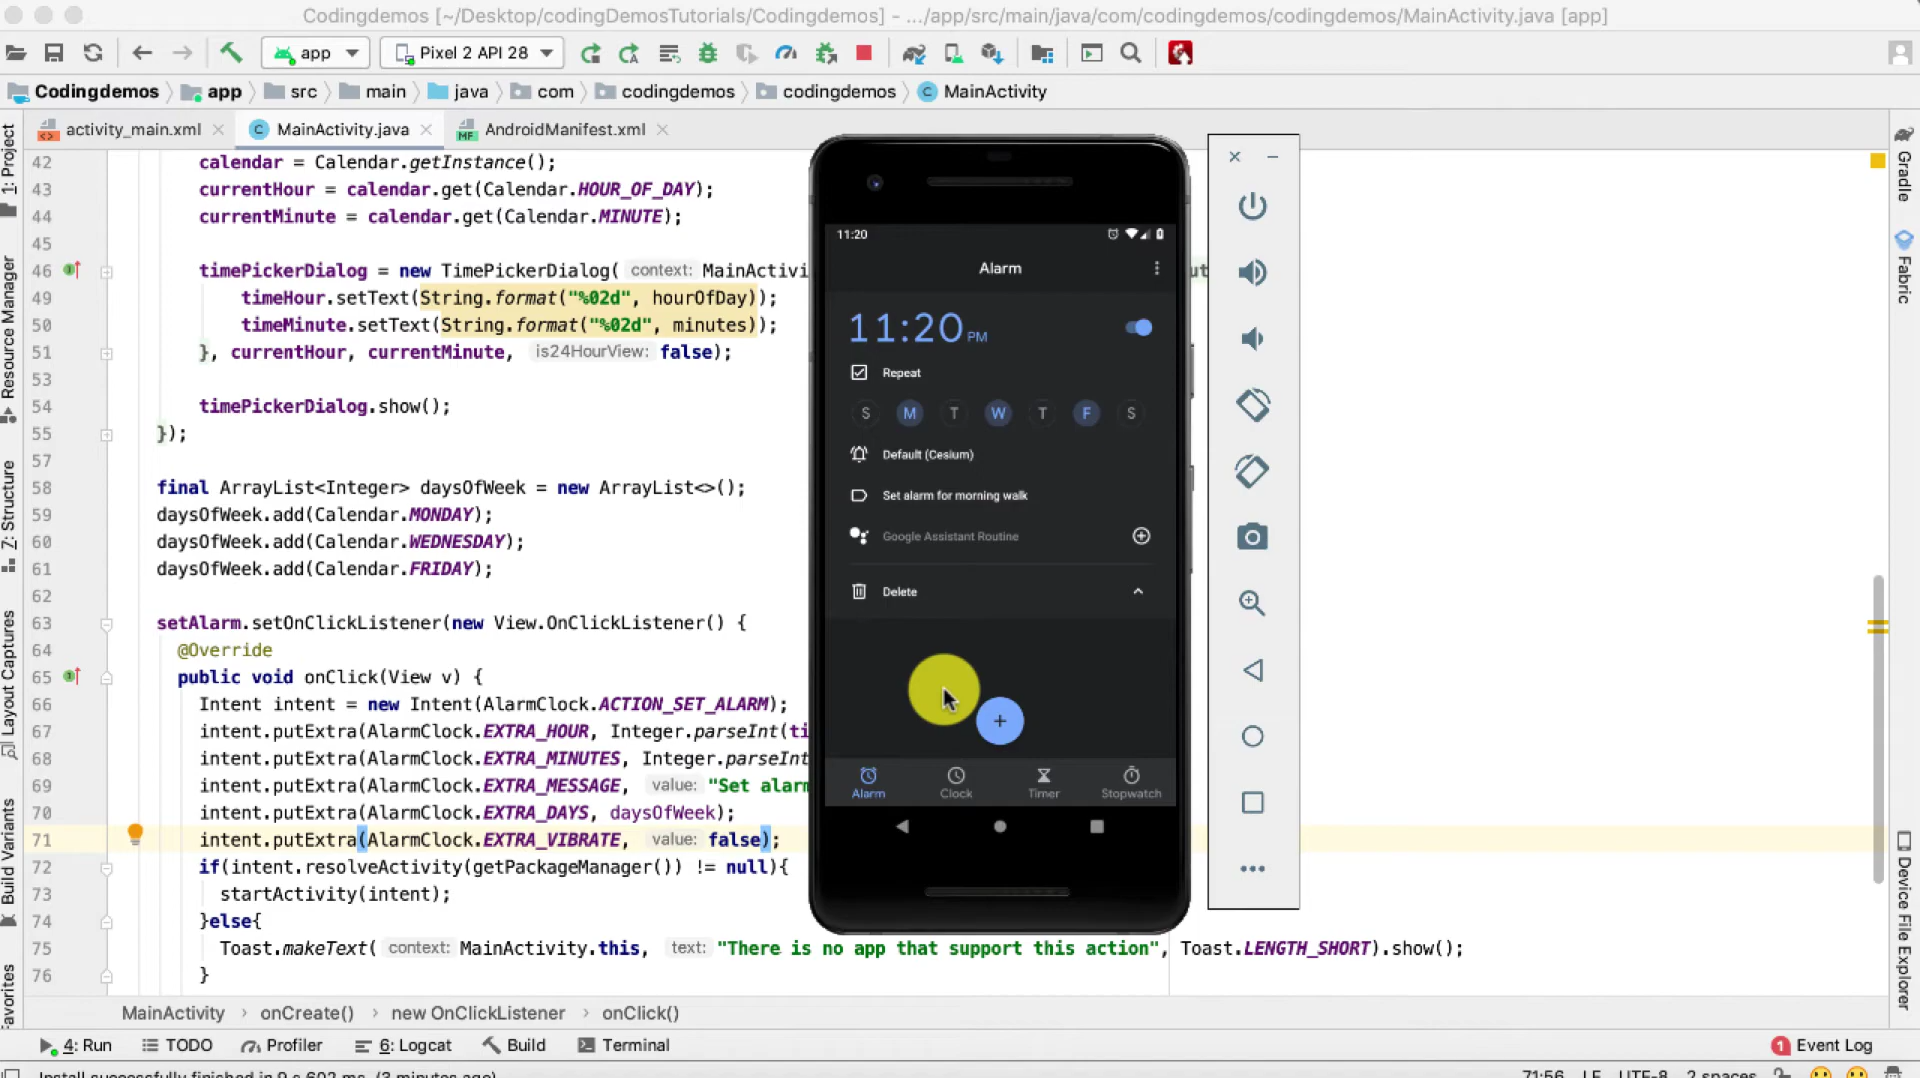 Codingdemos [~/Desktop/codingDemosTutorials/Codingdemos] - .../app/src/main/java/com/codingdemos/codingdemos/MainActivity.java [app]
app
Pixel 2 API 28
Codingdemos
app
src
main
java
com
codingdemos
codingdemos
MainActivity
activity_main.xml
MainActivity.java
AndroidManifest.xml
1: Project
Resource Manager
Z: Structure
Layout Captures
Build Variants
Favorites
Gradle
Fabric
Device File Explorer
42 calendar = Calendar.getInstance();
43 currentHour = calendar.get(Calendar.HOUR_OF_DAY);
44 currentMinute = calendar.get(Calendar.MINUTE);
45
46 timePickerDialog = new TimePickerDialog( context: MainActivi
49 timeHour.setText(String.format("%02d", hourOfDay));
50 timeMinute.setText(String.format("%02d", minutes));
51 }, currentHour, currentMinute, is24HourView: false);
53
54 timePickerDialog.show();
55 });
57
58 final ArrayList<Integer> daysOfWeek = new ArrayList<>();
59 daysOfWeek.add(Calendar.MONDAY);
60 daysOfWeek.add(Calendar.WEDNESDAY);
61 daysOfWeek.add(Calendar.FRIDAY);
62
63 setAlarm.setOnClickListener(new View.OnClickListener() {
64 @Override
65 public void onClick(View v) {
66 Intent intent = new Intent(AlarmClock.ACTION_SET_ALARM);
67 intent.putExtra(AlarmClock.EXTRA_HOUR, Integer.parseInt(ti
68 intent.putExtra(AlarmClock.EXTRA_MINUTES, Integer.parseInt
69 intent.putExtra(AlarmClock.EXTRA_MESSAGE, value: "Set alarm
70 intent.putExtra(AlarmClock.EXTRA_DAYS, daysOfWeek);
71 intent.putExtra(AlarmClock.EXTRA_VIBRATE, value: false);
72 if(intent.resolveActivity(getPackageManager()) != null){
73 startActivity(intent);
74 }else{
75 Toast.makeText( context: MainActivity.this, text: "There is no app that support this action", Toast.LENGTH_SHORT).show();
76 }
11:20
Alarm
11:20 PM
Repeat
S M T W T F S
Default (Cesium)
Set alarm for morning walk
Google Assistant Routine
Delete
Alarm
Clock
Timer
Stopwatch
MainActivity
onCreate()
new OnClickListener
onClick()
4: Run
TODO
Profiler
6: Logcat
Build
Terminal
1 Event Log
Install successfully finished in 9 s 602 ms. (3 minutes ago)
71:56 LF UTF-8 2 spaces